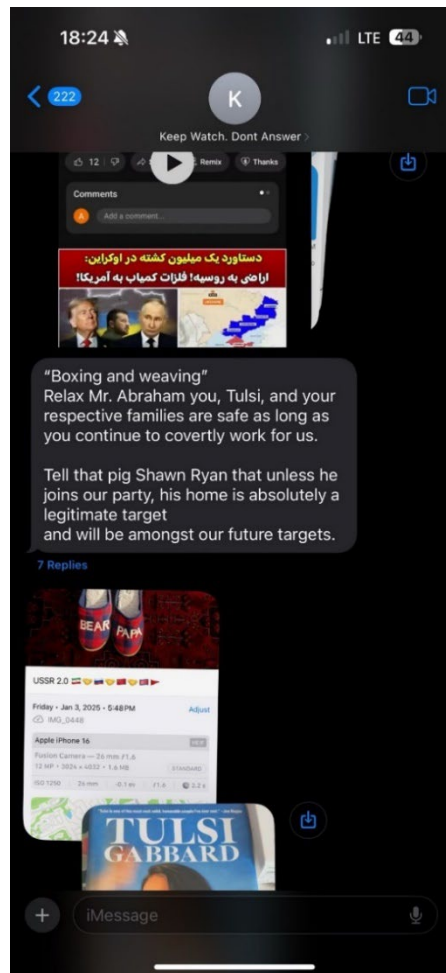 18:24
LTE 44
222
K
Keep Watch. Dont Answer
12
Remix
Thanks
Comments
Add a comment...
دستاورد یک میلیون کشته در اوکراین:
اراضی به روسیه! فلزات کمیاب به آمریکا!
"Boxing and weaving"
Relax Mr. Abraham you, Tulsi, and your
respective families are safe as long as
you continue to covertly work for us.
Tell that pig Shawn Ryan that unless he
joins our party, his home is absolutely a
legitimate target
and will be amongst our future targets.
7 Replies
BEAR PAPA
USSR 2.0
Friday • Jan 3, 2025 • 5:48 PM
Adjust
IMG_0448
Apple iPhone 16
Fusion Camera — 26 mm ƒ1.6
12 MP • 3024 × 4032 • 1.6 MB
ISO 1250
26 mm
-0.1 ev
ƒ1.6
TULSI
GABBARD
iMessage